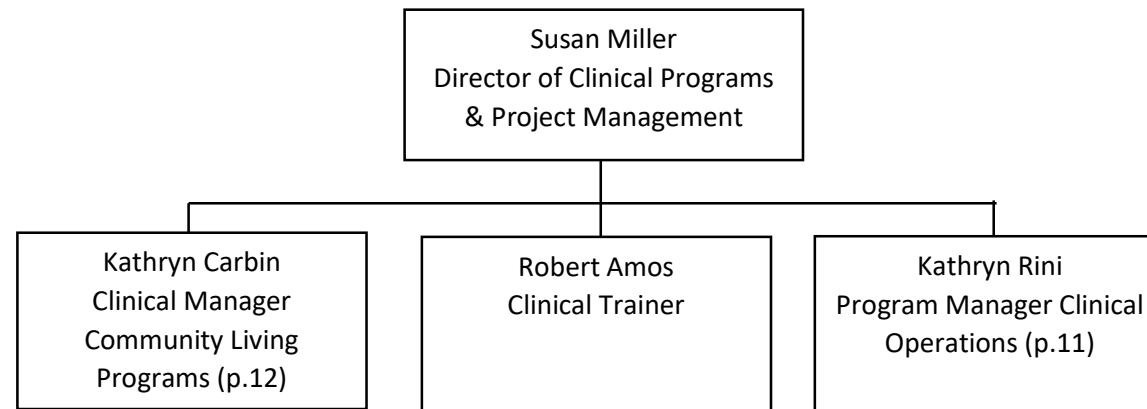 Susan Miller
Director of Clinical Programs
& Project Management
Kathryn Carbin
Clinical Manager
Community Living
Programs (p.12)
Robert Amos
Clinical Trainer
Kathryn Rini
Program Manager Clinical
Operations (p.11)